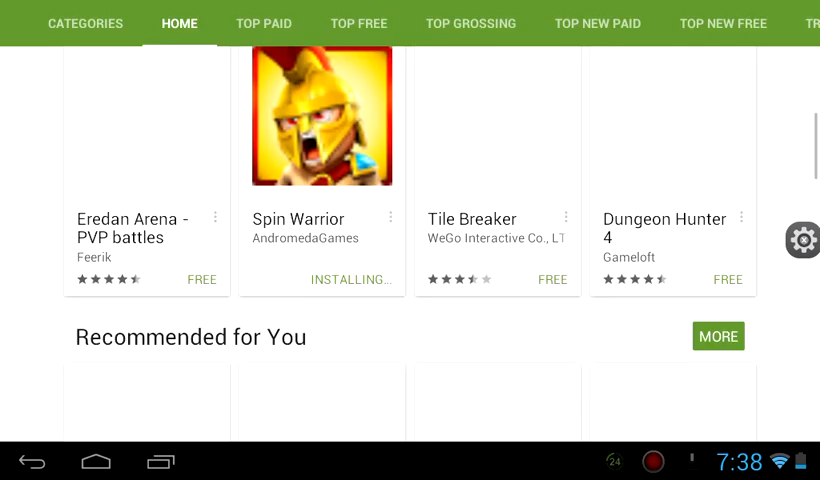 CATEGORIES HOME TOP PAID TOP FREE TOP GROSSING TOP NEW PAID TOP NEW FREE TR
Eredan Arena -
PVP battles
Feerik
FREE
Spin Warrior
AndromedaGames
INSTALLING...
Tile Breaker
WeGo Interactive Co., LT
FREE
Dungeon Hunter
4
Gameloft
FREE
Recommended for You
MORE
24
7:38